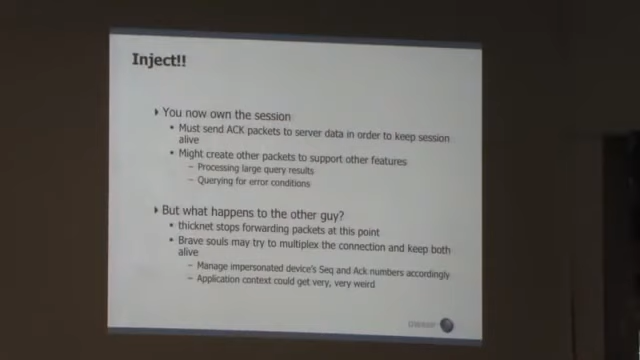 Inject!!
You now own the session
Must send ACK packets to server data in order to keep session
alive
Might create other packets to support other features
– Processing large query results
– Querying for error conditions
But what happens to the other guy?
thicknet stops forwarding packets at this point
Brave souls may try to multiplex the connection and keep both
alive
– Manage impersonated device's Seq and Ack numbers accordingly
– Application context could get very, very weird